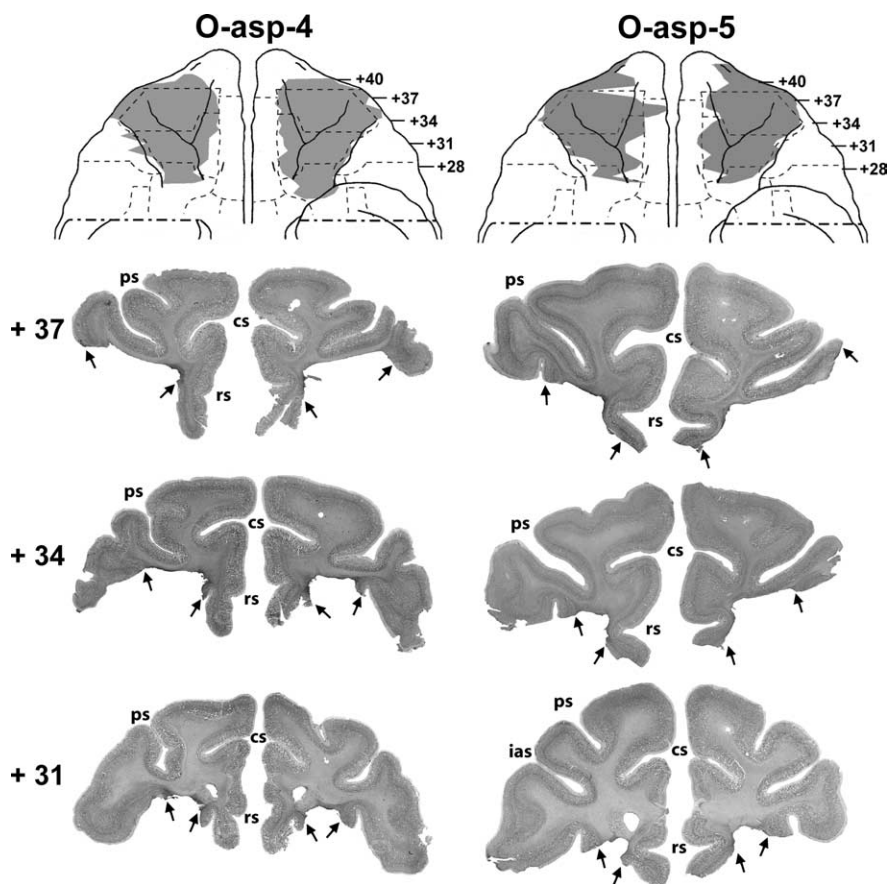 O-asp-4
O-asp-5
+40
+37
+34
+31
+28
+40
+37
+34
+31
+28
+ 37
ps
cs
rs
ps
cs
rs
+ 34
ps
cs
rs
ps
cs
rs
+ 31
ps
cs
rs
ps
ias
cs
rs